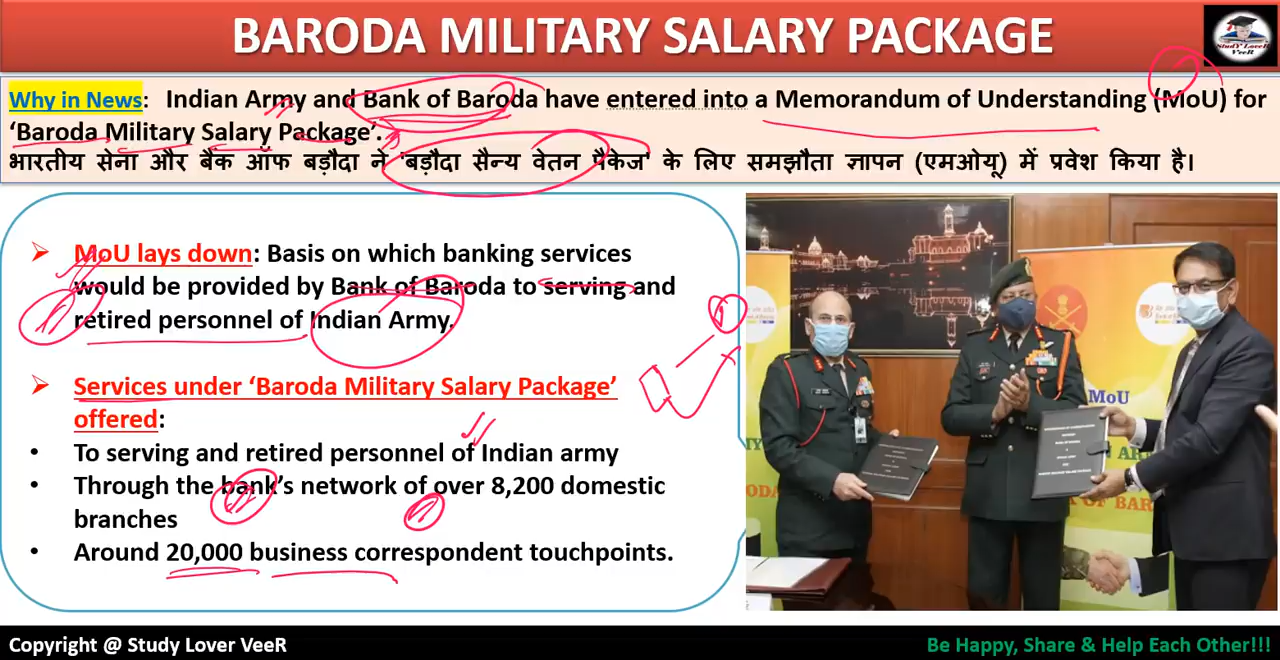 BARODA MILITARY SALARY PACKAGE
StudY LoveR
VeeR
Why in News: Indian Army and Bank of Baroda have entered into a Memorandum of Understanding (MoU) for
‘Baroda Military Salary Package’.
भारतीय सेना और बैंक ऑफ बड़ौदा ने 'बड़ौदा सैन्य वेतन पैकेज' के लिए समझौता ज्ञापन (एमओयू) में प्रवेश किया है।
MoU lays down: Basis on which banking services
would be provided by Bank of Baroda to serving and
retired personnel of Indian Army.
Services under ‘Baroda Military Salary Package’
offered:
• To serving and retired personnel of Indian army
• Through the bank’s network of over 8,200 domestic
branches
• Around 20,000 business correspondent touchpoints.
MoU
OF BAR
Copyright @ Study Lover VeeR
Be Happy, Share & Help Each Other!!!